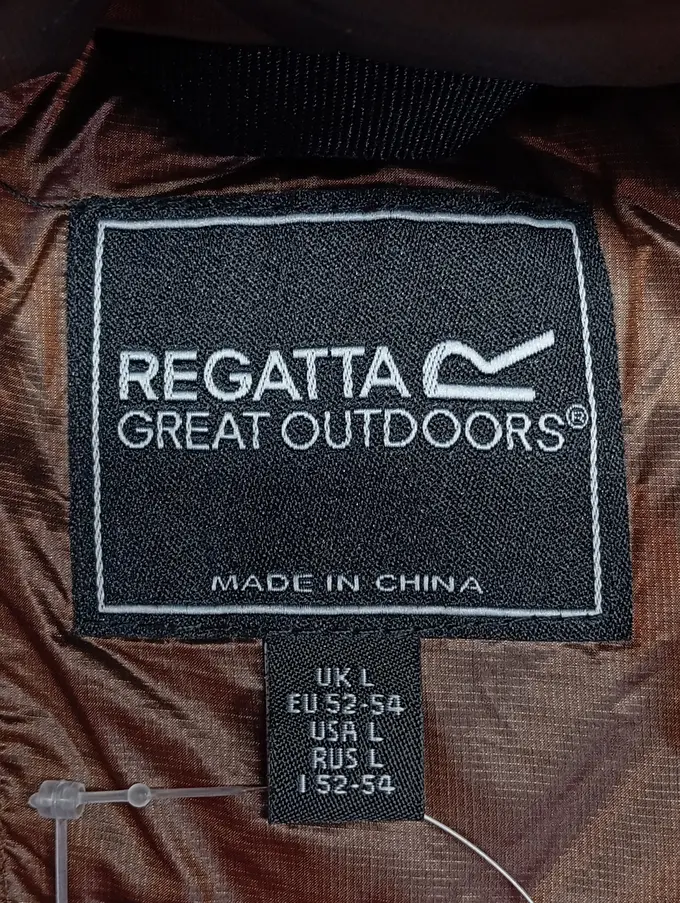 REGATTA
GREAT OUTDOORS®
MADE IN CHINA
UK L
EU 52-54
USA L
RUS L
I 52-54